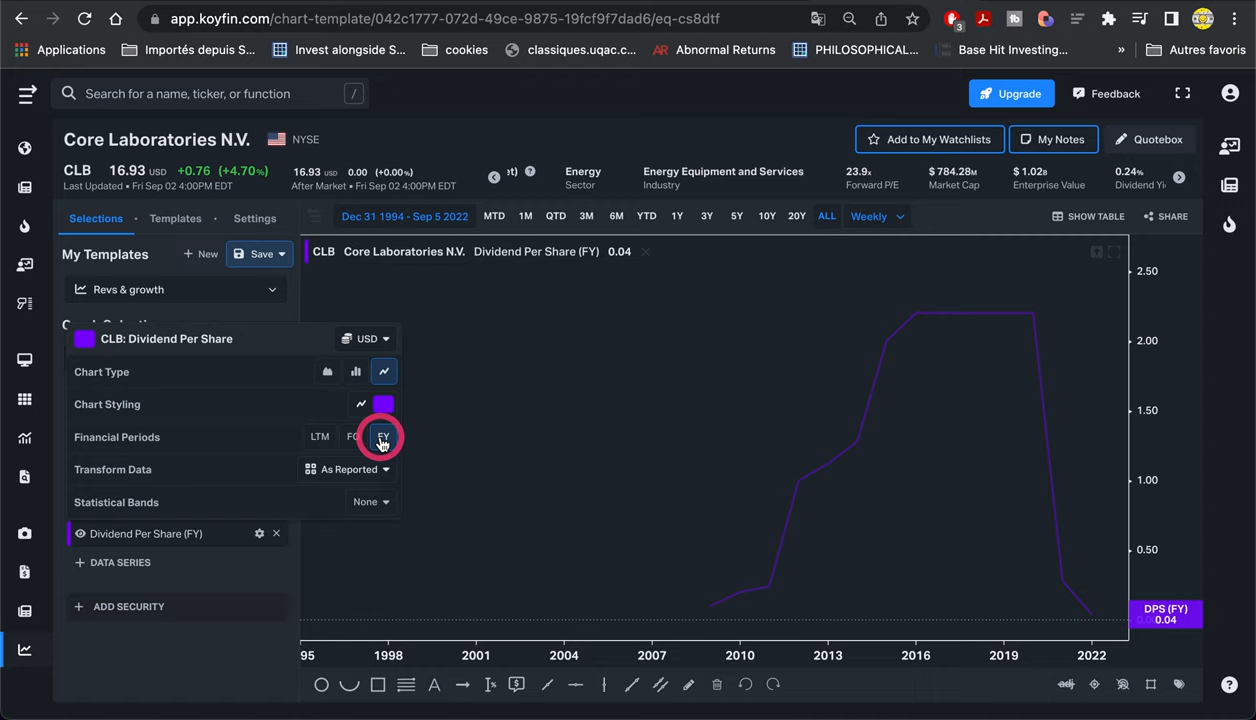 app.koyfin.com/chart-template/042c1777-072d-49ce-9875-19fcf9f7dad6/eq-cs8dtf
3
Applications
Importés depuis S...
Invest alongside S...
cookies
classiques.uqac.c...
AR Abnormal Returns
PHILOSOPHICAL...
Base Hit Investing...
»
Autres favoris
Search for a name, ticker, or function
/
Upgrade
Feedback
Core Laboratories N.V.
NYSE
Add to My Watchlists
My Notes
Quotebox
CLB 16.93 USD +0.76 (+4.70%)
Last Updated • Fri Sep 02 4:00PM EDT
16.93 USD 0.00 (+0.00%)
After Market • Fri Sep 02 4:00PM EDT
:t)
Energy
Sector
Energy Equipment and Services
Industry
23.9x
Forward P/E
$ 784.28M
Market Cap
$ 1.02B
Enterprise Value
0.24%
Dividend Yi
Selections • Templates • Settings
Dec 31 1994 - Sep 5 2022
MTD 1M QTD 3M 6M YTD 1Y 3Y 5Y 10Y 20Y ALL
Weekly
SHOW TABLE
SHARE
My Templates
+ New
Save
Revs & growth
CLB Core Laboratories N.V. Dividend Per Share (FY) 0.04
CLB: Dividend Per Share
USD
Chart Type
Chart Styling
Financial Periods
LTM
FY
Transform Data
As Reported
Statistical Bands
None
Dividend Per Share (FY)
+ DATA SERIES
+ ADD SECURITY
2.50
2.00
1.50
1.00
0.50
DPS (FY)
0.04
95 1998 2001 2004 2007 2010 2013 2016 2019 2022
A
adj
?